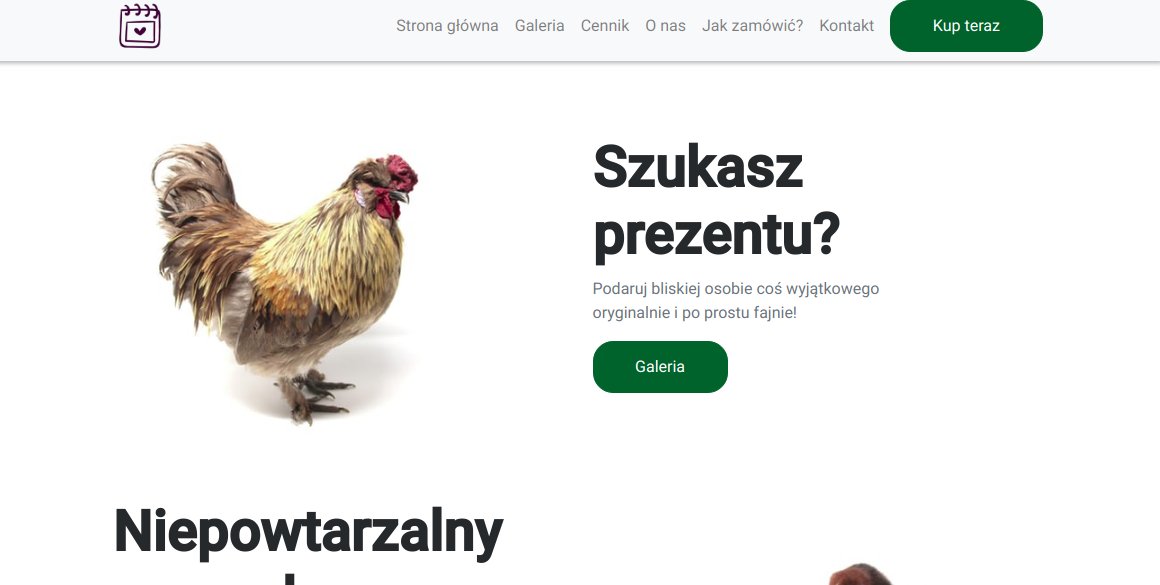 Strona główna Galeria Cennik O nas Jak zamówić? Kontakt Kup teraz
Szukasz
prezentu?
Podaruj bliskiej osobie coś wyjątkowego
oryginalnie i po prostu fajnie!
Galeria
Niepowtarzalny